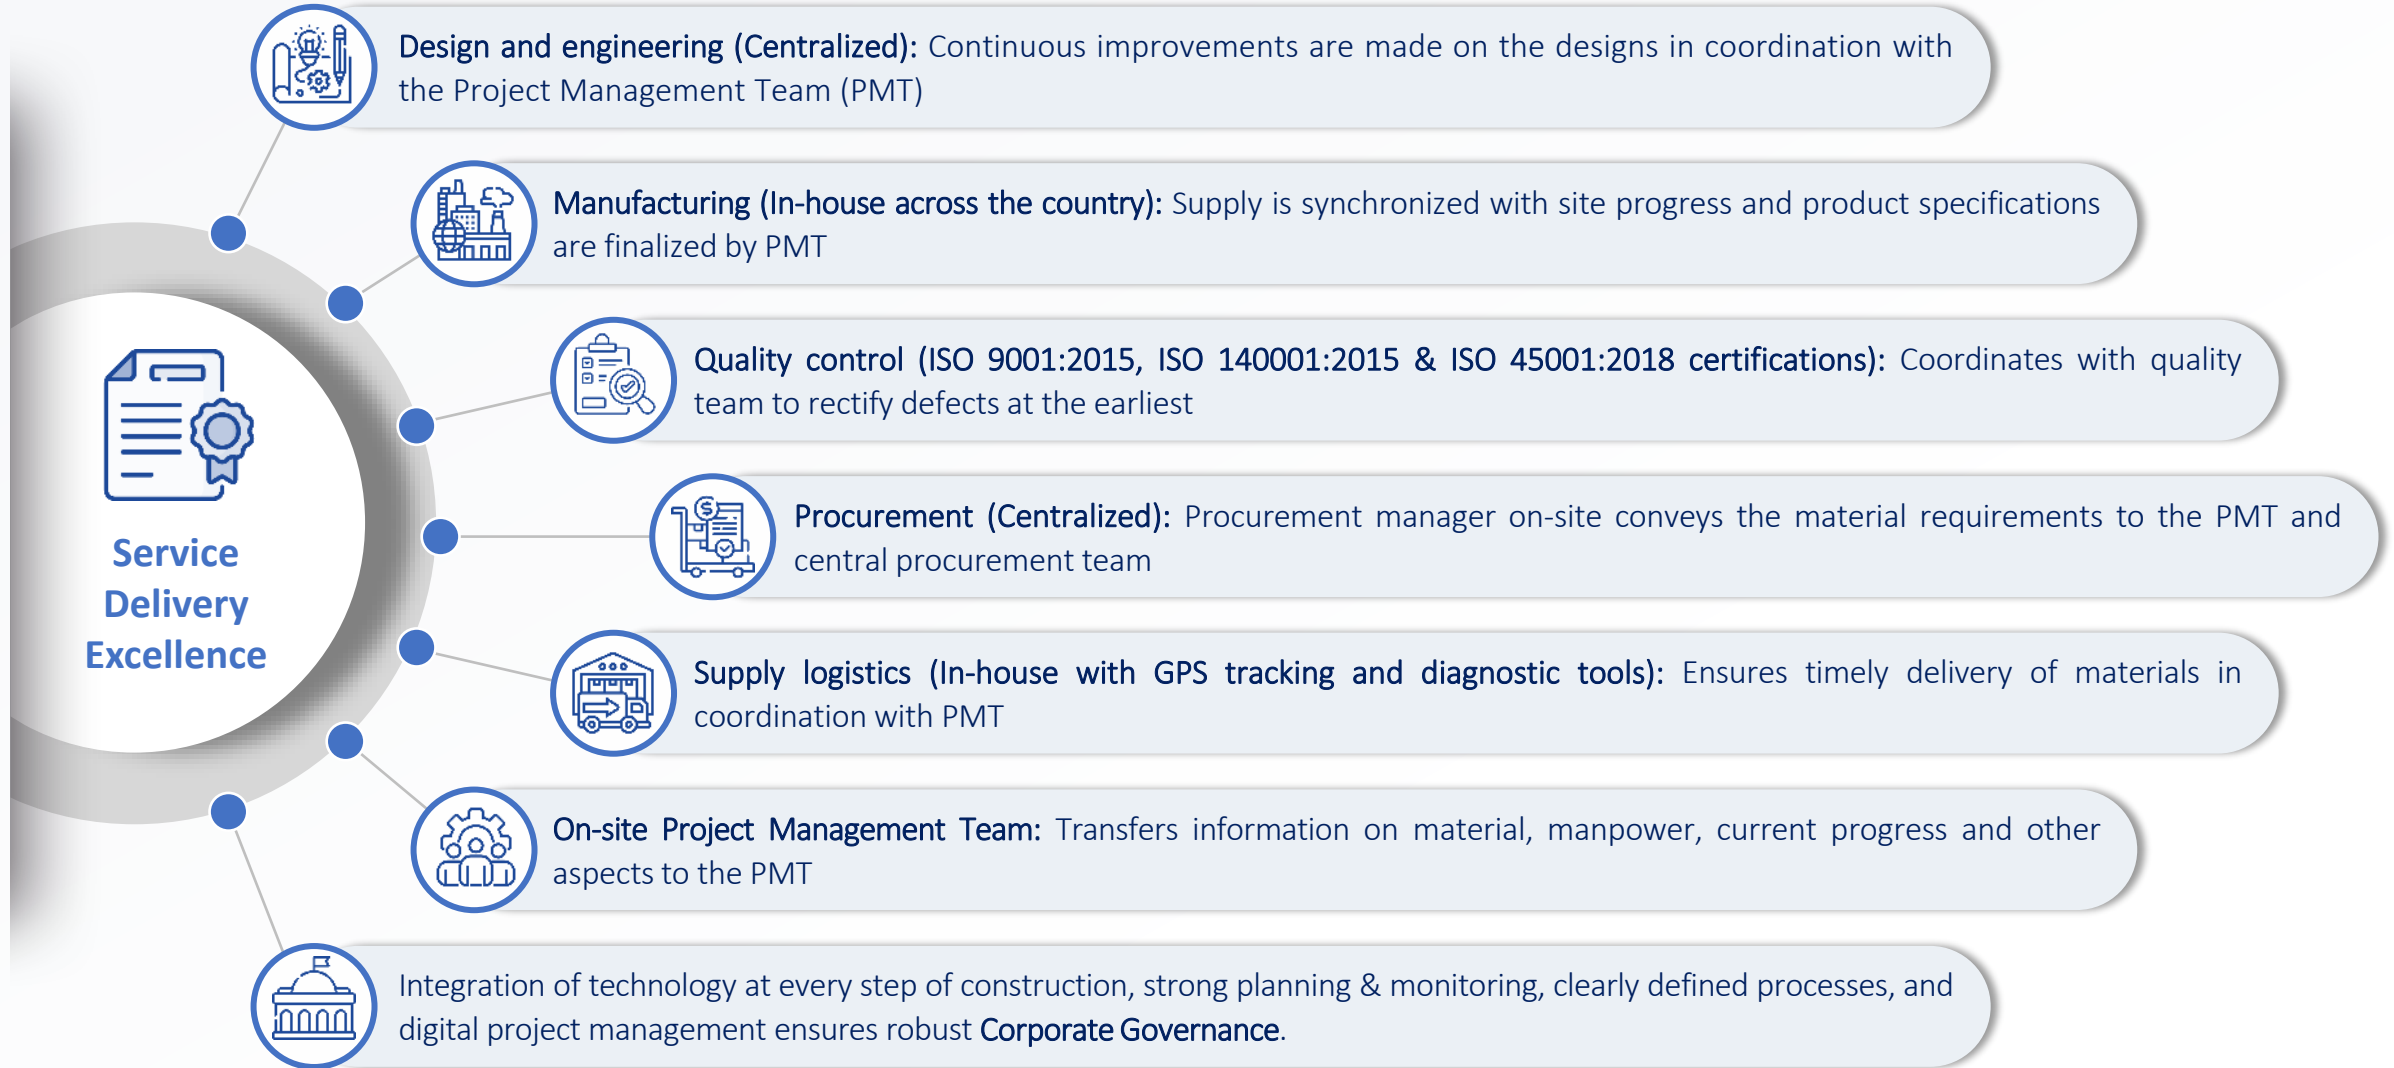 Design and engineering (Centralized): Continuous improvements are made on the designs in coordination with
the Project Management Team (PMT)
Manufacturing (In-house across the country): Supply is synchronized with site progress and product specifications
are finalized by PMT
Quality control (ISO 9001:2015, ISO 140001:2015 & ISO 45001:2018 certifications): Coordinates with quality
team to rectify defects at the earliest
Service
Delivery
Excellence
Procurement (Centralized): Procurement manager on-site conveys the material requirements to the PMT and
central procurement team
Supply logistics (In-house with GPS tracking and diagnostic tools): Ensures timely delivery of materials in
coordination with PMT
On-site Project Management Team: Transfers information on material, manpower, current progress and other
aspects to the PMT
Integration of technology at every step of construction, strong planning & monitoring, clearly defined processes, and
digital project management ensures robust Corporate Governance.